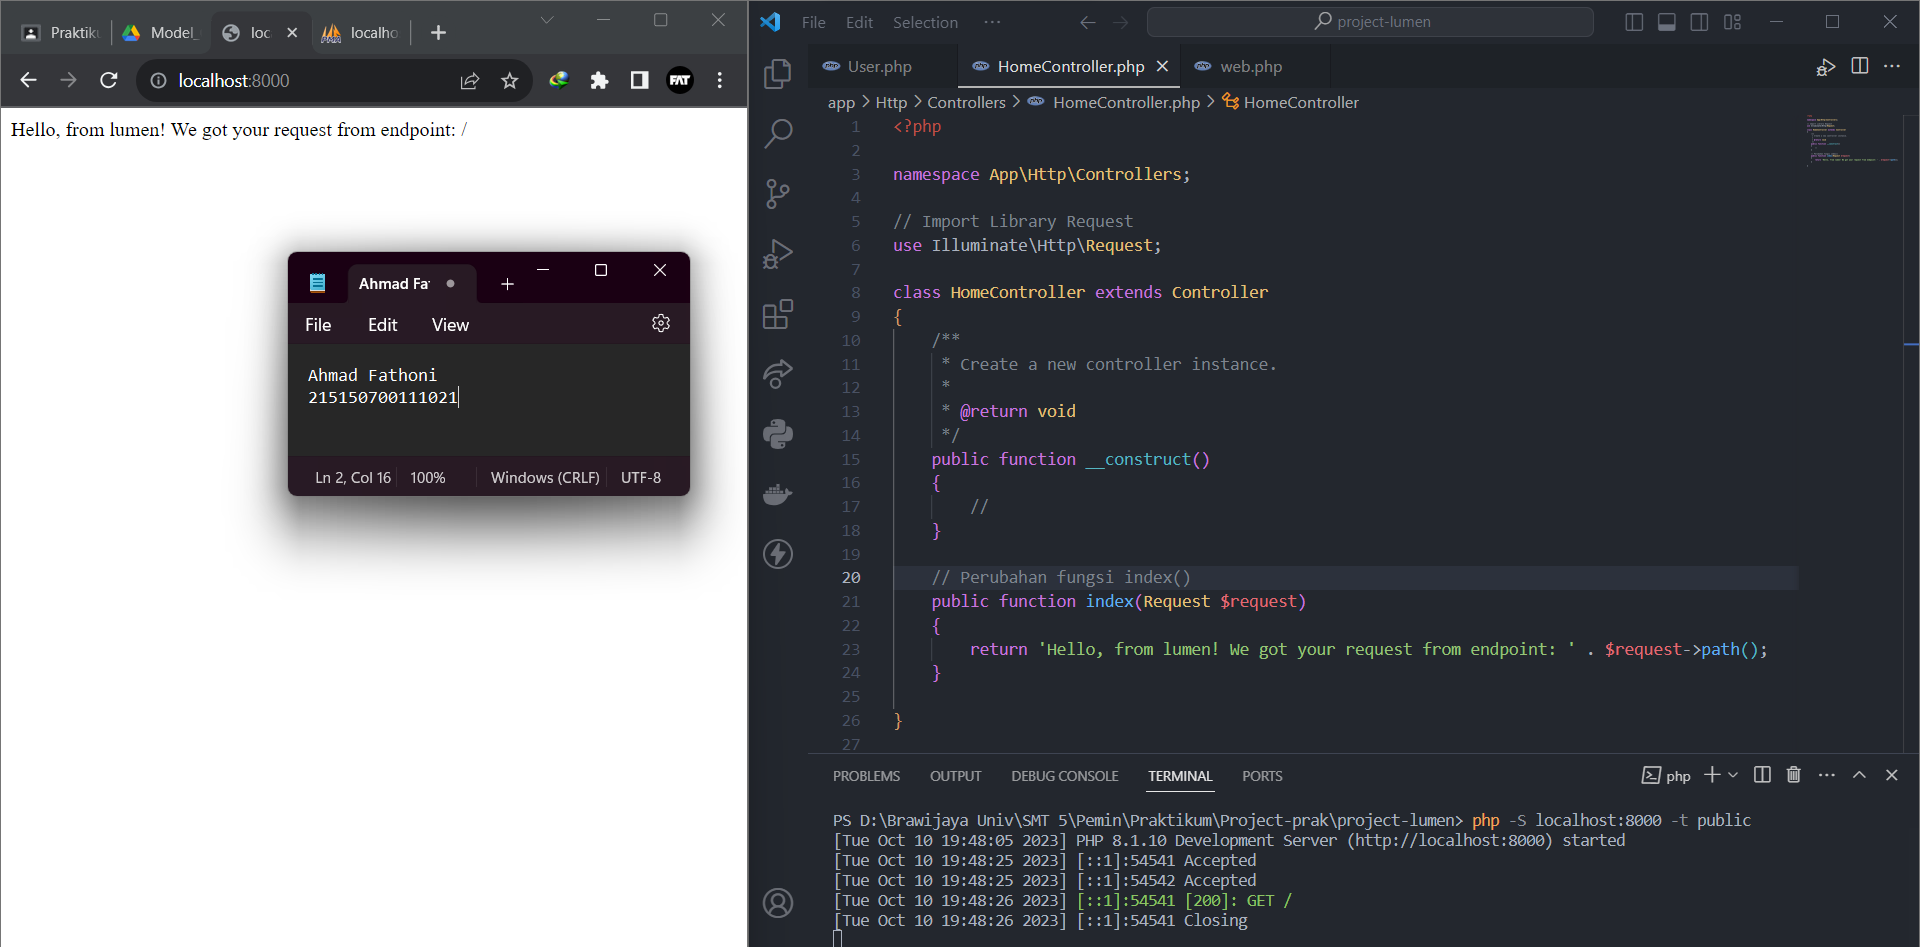 Praktik
Model_
loc
localho
localhost:8000
FAT
Hello, from lumen! We got your request from endpoint: /
Ahmad Fat
File Edit View
Ahmad Fathoni
215150700111021
Ln 2, Col 16 100% Windows (CRLF) UTF-8
File Edit Selection ··· project-lumen
User.php HomeController.php web.php
app > Http > Controllers > HomeController.php > HomeController
1 <?php
2
3 namespace App\Http\Controllers;
4
5 // Import Library Request
6 use Illuminate\Http\Request;
7
8 class HomeController extends Controller
9 {
10 /**
11 * Create a new controller instance.
12 *
13 * @return void
14 */
15 public function __construct()
16 {
17 //
18 }
19
20 // Perubahan fungsi index()
21 public function index(Request $request)
22 {
23 return 'Hello, from lumen! We got your request from endpoint: ' . $request->path();
24 }
25
26 }
27
PROBLEMS OUTPUT DEBUG CONSOLE TERMINAL PORTS php
PS D:\Brawijaya Univ\SMT 5\Pemin\Praktikum\Project-prak\project-lumen> php -S localhost:8000 -t public
[Tue Oct 10 19:48:05 2023] PHP 8.1.10 Development Server (http://localhost:8000) started
[Tue Oct 10 19:48:25 2023] [::1]:54541 Accepted
[Tue Oct 10 19:48:25 2023] [::1]:54542 Accepted
[Tue Oct 10 19:48:26 2023] [::1]:54541 [200]: GET /
[Tue Oct 10 19:48:26 2023] [::1]:54541 Closing